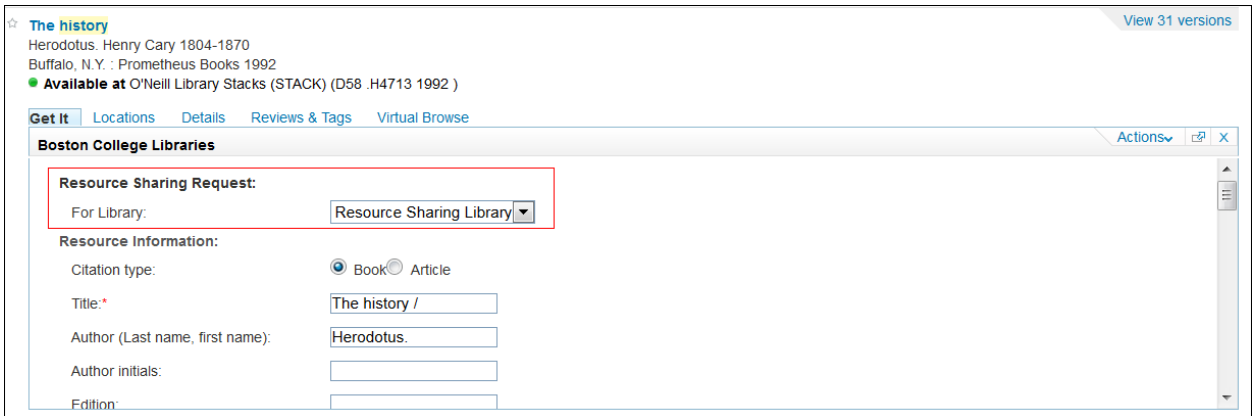 The history
View 31 versions
Herodotus. Henry Cary 1804-1870
Buffalo, N.Y. : Prometheus Books 1992
Available at O'Neill Library Stacks (STACK) (D58 .H4713 1992 )
Get It Locations Details Reviews & Tags Virtual Browse
Boston College Libraries
Actions X
Resource Sharing Request:
For Library: Resource Sharing Library
Resource Information:
Citation type: Book Article
Title:* The history /
Author (Last name, first name): Herodotus.
Author initials:
Edition: